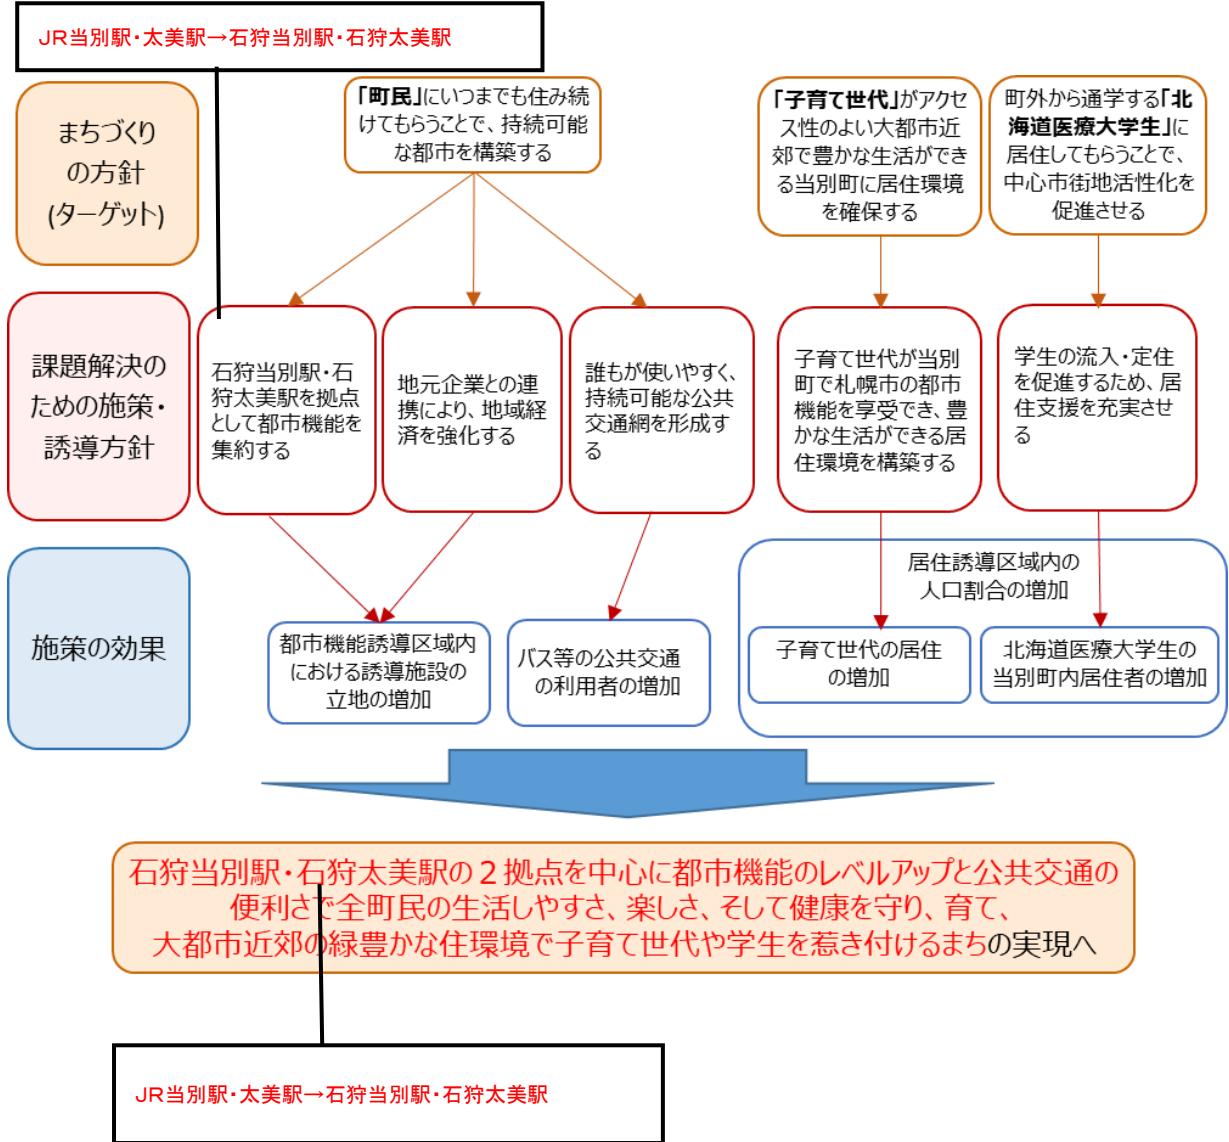 JR当別駅・太美駅→石狩当別駅・石狩太美駅
まちづくり
の方針
(ターゲット)
「町民」にいつまでも住み続
けてもらうことで、持続可能
な都市を構築する
「子育て世代」がアクセ
ス性のよい大都市近
郊で豊かな生活ができ
る当別町に居住環境
を確保する
町外から通学する「北
海道医療大学生」に
居住してもらうことで、
中心市街地活性化を
促進させる
課題解決の
ための施策・
誘導方針
石狩当別駅・石
狩太美駅を拠点
として都市機能を
集約する
地元企業との連
携により、地域経
済を強化する
誰もが使いやすく、
持続可能な公共
交通網を形成す
る
子育て世代が当別
町で札幌市の都市
機能を享受でき、豊
かな生活ができる居
住環境を構築する
学生の流入・定住
を促進するため、居
住支援を充実させ
る
施策の効果
都市機能誘導区域内
における誘導施設の
立地の増加
バス等の公共交通
の利用者の増加
居住誘導区域内の
人口割合の増加
子育て世代の居住
の増加
北海道医療大学生の
当別町内居住者の増加
石狩当別駅・石狩太美駅の2拠点を中心に都市機能のレベルアップと公共交通の
便利さで全町民の生活しやすさ、楽しさ、そして健康を守り、育て、
大都市近郊の緑豊かな住環境で子育て世代や学生を惹き付けるまちの実現へ
JR当別駅・太美駅→石狩当別駅・石狩太美駅